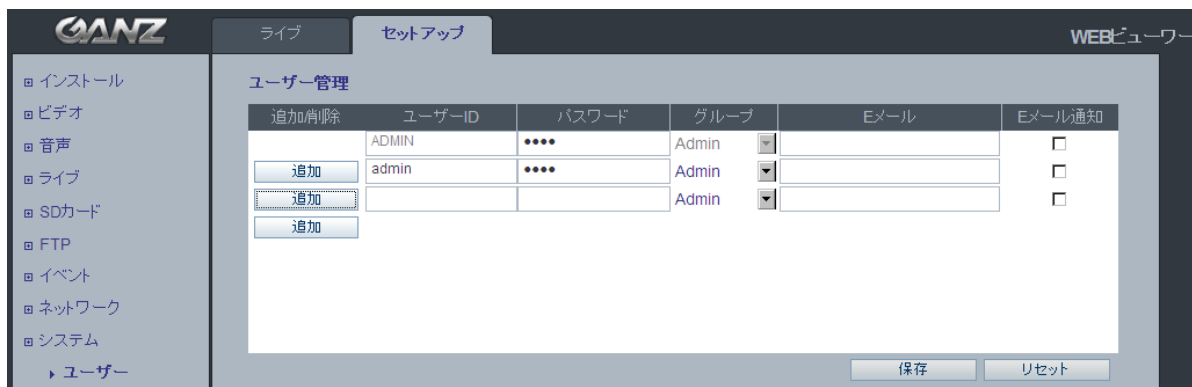 GANZ
ライブ
セットアップ
WEBビューワー
インストール
ビデオ
音声
ライブ
SDカード
FTP
イベント
ネットワーク
システム
ユーザー
ユーザー管理
追加/削除 ユーザーID パスワード グループ Eメール Eメール通知
ADMIN •••• Admin
追加 admin •••• Admin
追加 Admin
追加
保存 リセット